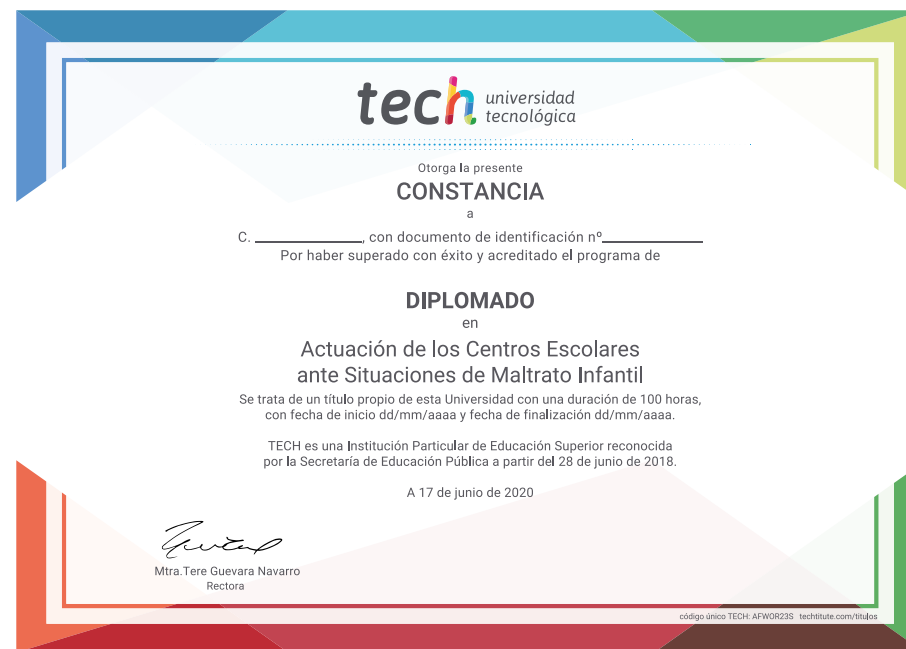 tech universidad
tecnológica
Otorga la presente
CONSTANCIA
a
C. ______________, con documento de identificación nº_____________
Por haber superado con éxito y acreditado el programa de
DIPLOMADO
en
Actuación de los Centros Escolares
ante Situaciones de Maltrato Infantil
Se trata de un título propio de esta Universidad con una duración de 100 horas,
con fecha de inicio dd/mm/aaaa y fecha de finalización dd/mm/aaaa.
TECH es una Institución Particular de Educación Superior reconocida
por la Secretaría de Educación Pública a partir del 28 de junio de 2018.
A 17 de junio de 2020
Mtra.Tere Guevara Navarro
Rectora
código único TECH: AFWOR23S techtitute.com/titulos